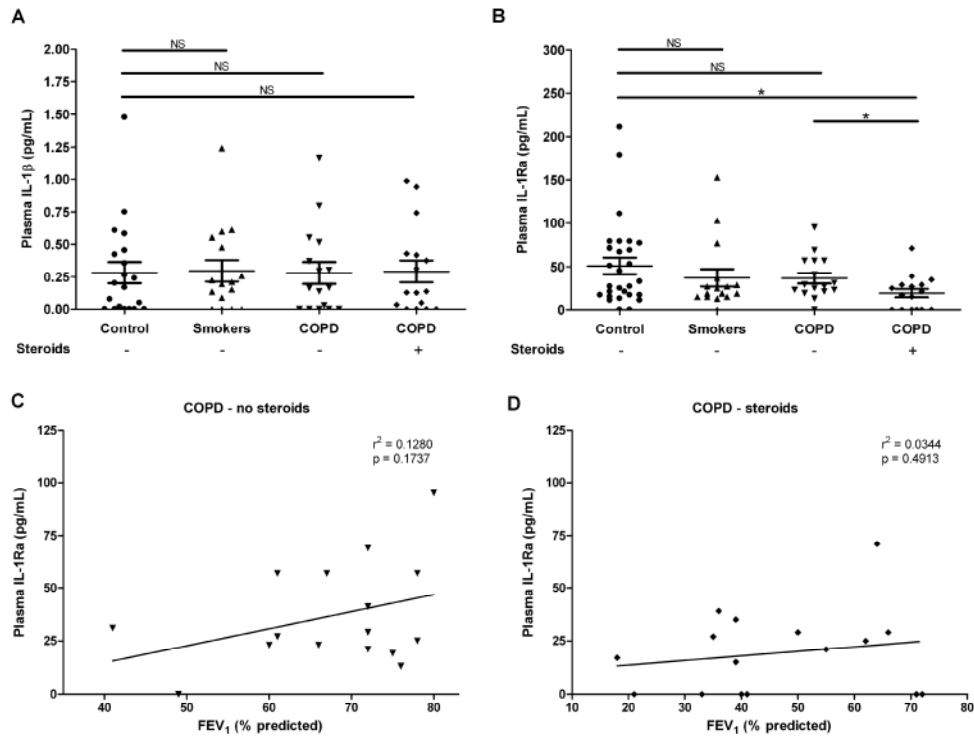 A
NS
NS
NS
2.00
1.75
1.50
1.25
1.00
0.75
0.50
0.25
0.00
Plasma IL-1β (pg/mL)
Control Smokers COPD COPD
Steroids - - - +
B
NS
NS
*
*
300
250
200
150
100
50
0
Plasma IL-1Ra (pg/mL)
Control Smokers COPD COPD
- - - +
C
COPD - no steroids
r² = 0.1280
p = 0.1737
125
100
75
50
25
0
Plasma IL-1Ra (pg/mL)
40 50 60 70 80
FEV₁ (% predicted)
D
COPD - steroids
r² = 0.0344
p = 0.4913
125
100
75
50
25
0
Plasma IL-1Ra (pg/mL)
10 20 30 40 50 60 70 80
FEV₁ (% predicted)